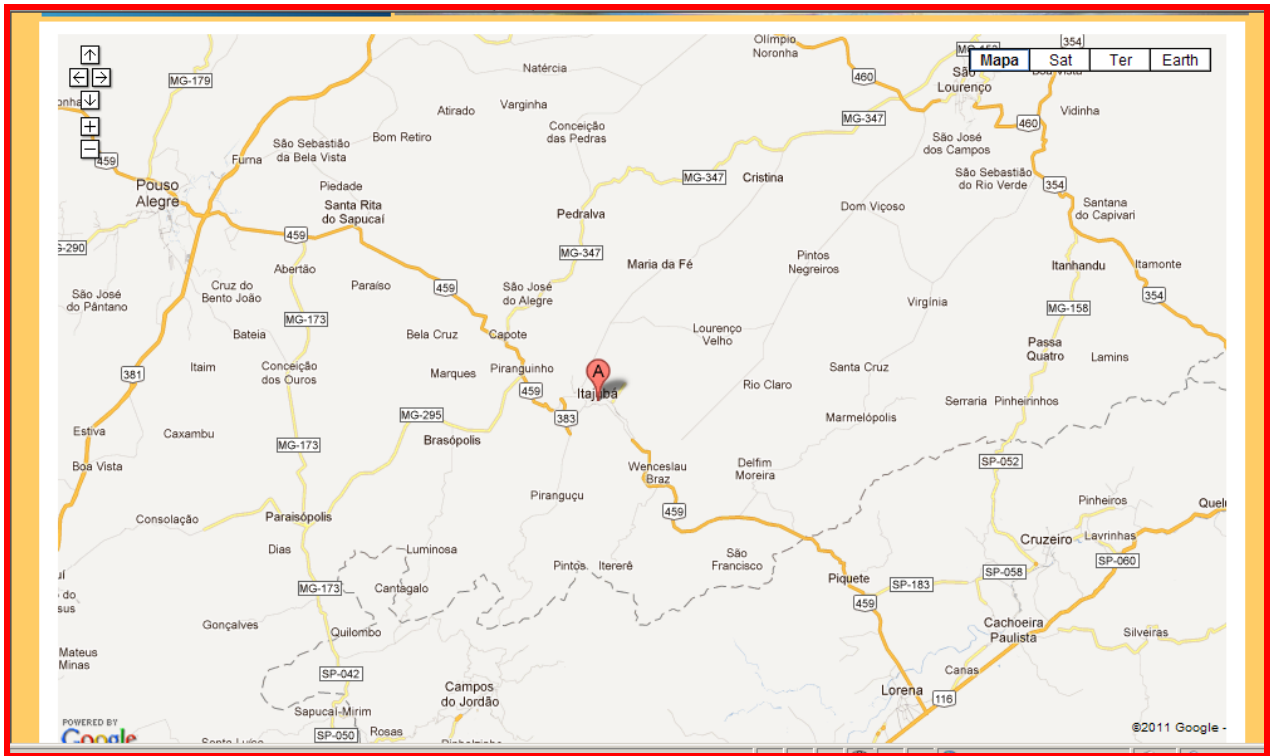 Olímpio
Noronha
354
Mapa
Sat
Ter
Earth
MG-179
Natércia
460
São
Lourenço
Atirado
Varginha
Vidinha
MG-347
460
Conceição
das Pedras
Bom Retiro
São José
dos Campos
459
Furna
São Sebastião
da Bela Vista
Pouso
Alegre
Piedade
MG-347
Cristina
São Sebastião
do Rio Verde
354
Santa Rita
do Sapucaí
Pedralva
Dom Viçoso
Santana
do Capivari
459
MG-347
Abertão
Maria da Fé
Pintos
Negreiros
Itanhandu
Itamonte
Cruz do
Bento João
Paraíso
459
São José
do Alegre
São José
do Pântano
Virgínia
354
MG-158
MG-173
Bateia
Bela Cruz
Capote
Lourenço
Velho
Passa
Quatro
Lamins
381
Itaim
Conceição
dos Ouros
Marques
Piranguinho
A
Itajubá
Rio Claro
Santa Cruz
459
383
Serraria
Pinheirinhos
MG-295
Marmelópolis
Estiva
Caxambu
MG-173
Brasópolis
Boa Vista
Wenceslau
Braz
Delfim
Moreira
SP-052
Piranguçu
459
Pinheiros
Consolação
Paraisópolis
Cruzeiro
Lavrinhas
Dias
Luminosa
São
Francisco
SP-060
Pintos
Itererê
Piquete
SP-058
SP-183
MG-173
Cantagalo
459
Gonçalves
Quilombo
Cachoeira
Paulista
Silveiras
Mateus
Minas
SP-042
Campos
do Jordão
Canas
Lorena
116
Sapucaí-Mirim
POWERED BY
Google
SP-050
Rosas
©2011 Google -